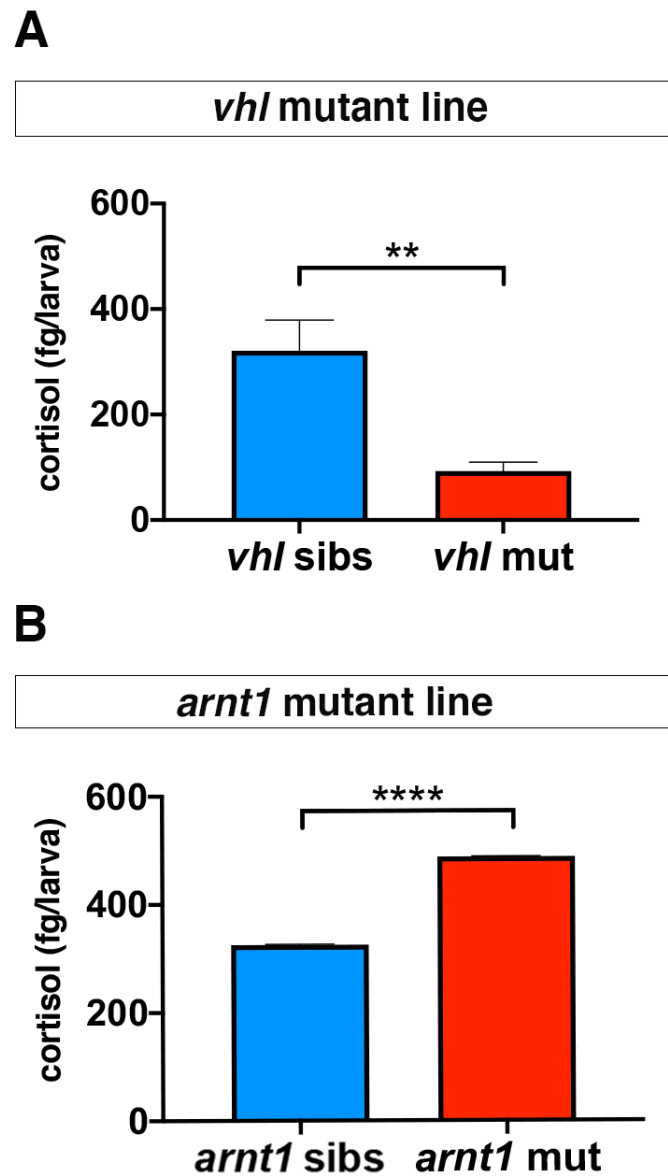 A
vhl mutant line
600
400
200
0
cortisol (fg/larva)
**
vhl sibs
vhl mut
B
arnt1 mutant line
600
400
200
0
cortisol (fg/larva)
****
arnt1 sibs
arnt1 mut